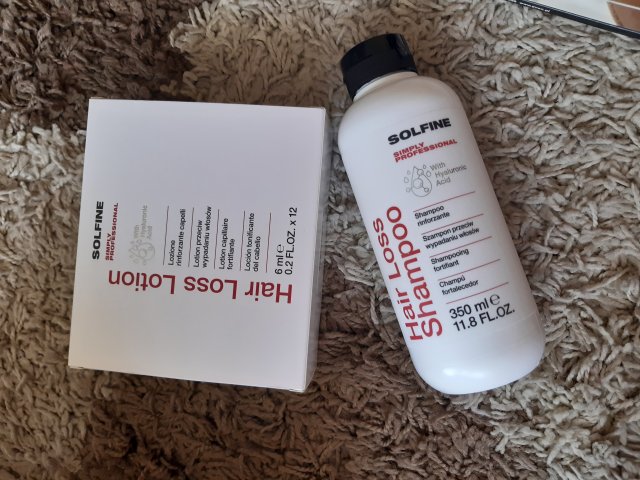 SOLFINE
SIMPLY
PROFESSIONAL
With
Hyaluronic
Acid
Lozione
rinforzante capelli
Lotion przeciw
wypadaniu włosów
Lotion capillaire
fortifiante
Loción tonificante
del cabello
6 ml e
0.2 FL.OZ. x 12
Hair Loss Lotion
SOLFINE
SIMPLY
PROFESSIONAL
With
Hyaluronic
Acid
Hair Loss
Shampoo
Shampoo
rinforzante
Szampon przeciw
wypadaniu włosów
Shampooing
fortifiant
Champú
fortalecedor
350 ml e
11.8 FL.OZ.